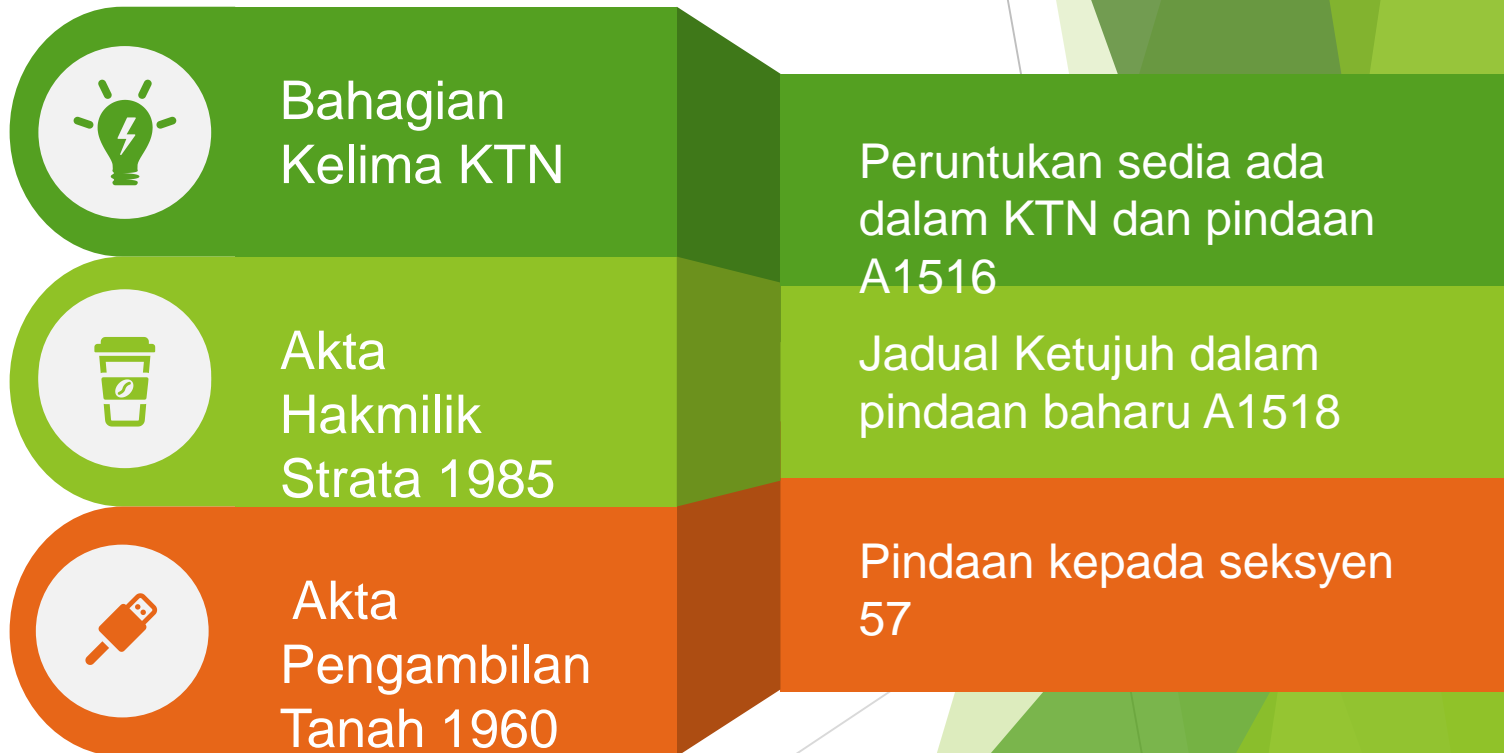 Bahagian
Kelima KTN
Peruntukan sedia ada
dalam KTN dan pindaan
A1516
Akta
Hakmilik
Strata 1985
Jadual Ketujuh dalam
pindaan baharu A1518
Akta
Pengambilan
Tanah 1960
Pindaan kepada seksyen
57